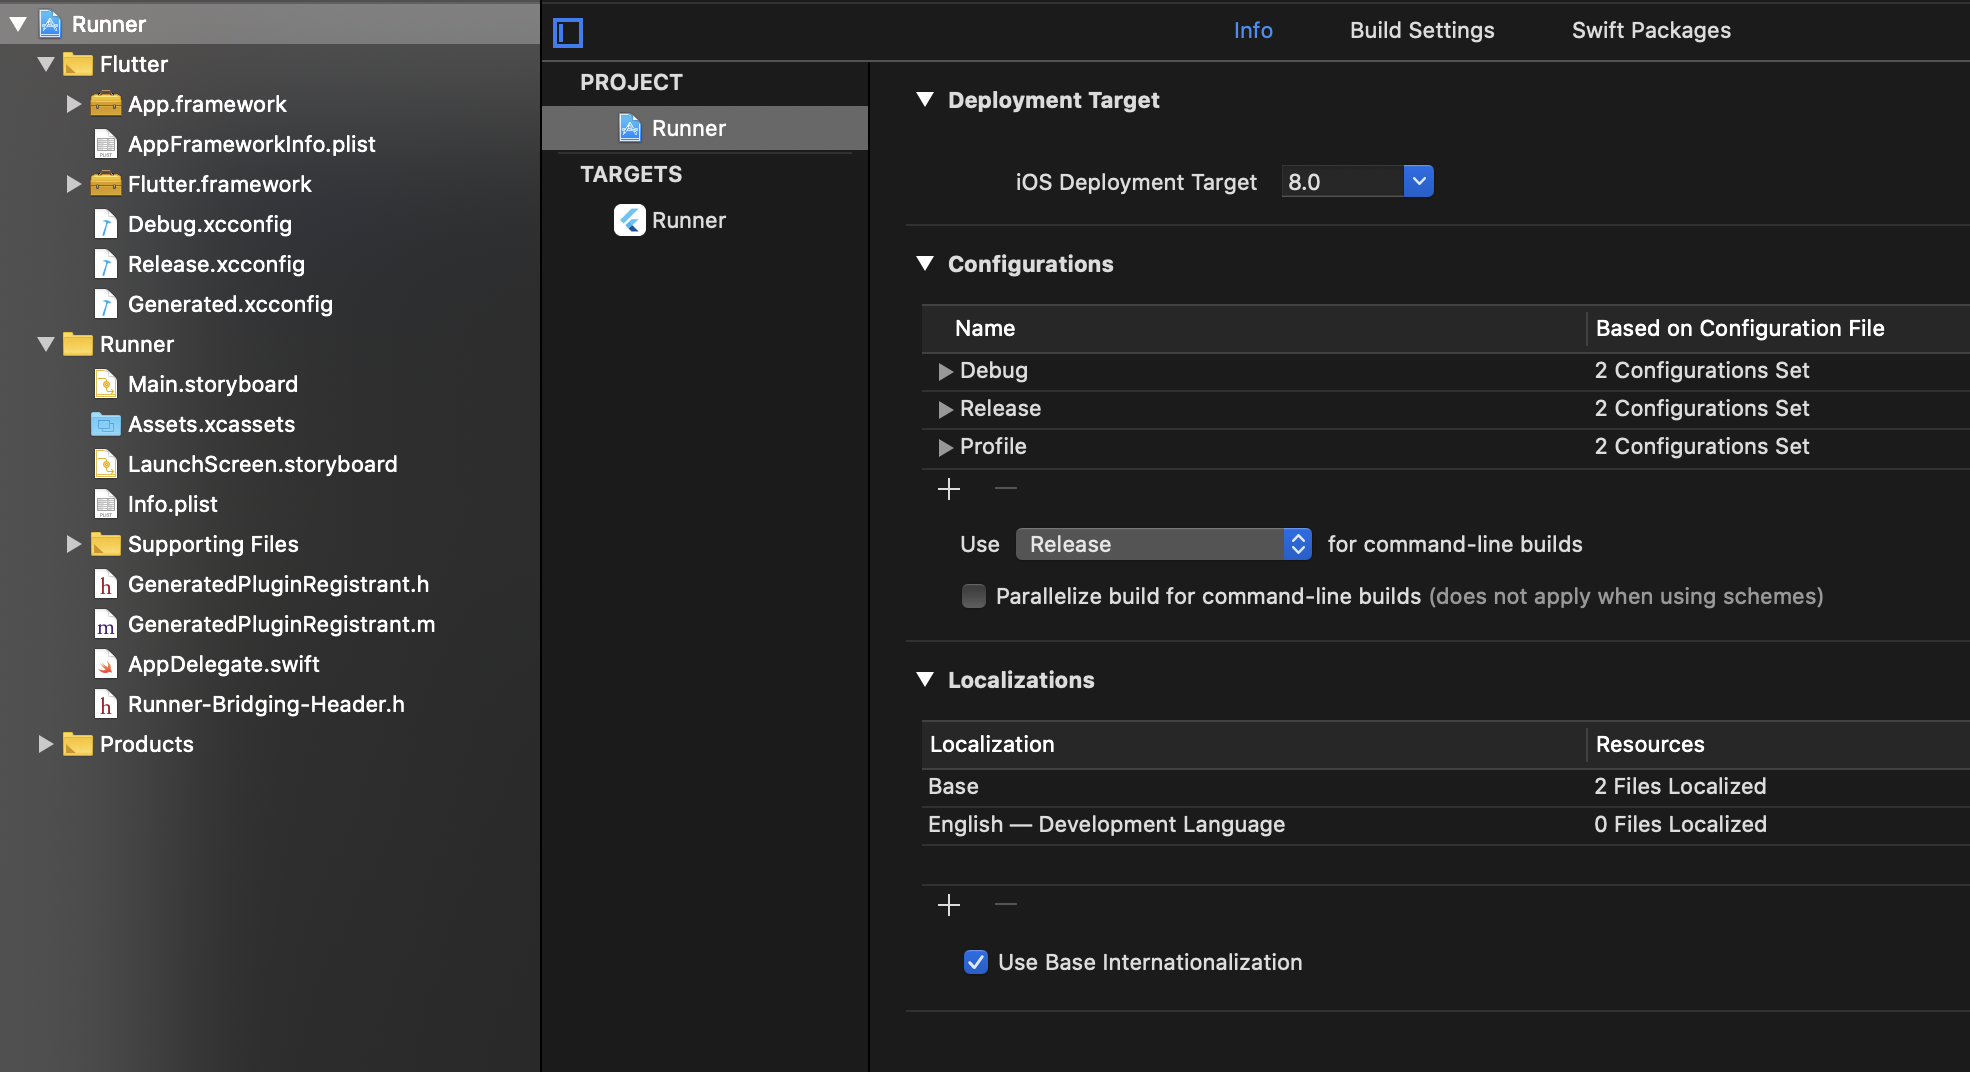 Runner
Flutter
App.framework
AppFrameworkInfo.plist
Flutter.framework
Debug.xcconfig
Release.xcconfig
Generated.xcconfig
Runner
Main.storyboard
Assets.xcassets
LaunchScreen.storyboard
Info.plist
Supporting Files
GeneratedPluginRegistrant.h
GeneratedPluginRegistrant.m
AppDelegate.swift
Runner-Bridging-Header.h
Products
PROJECT
Runner
TARGETS
Runner
Info Build Settings Swift Packages
Deployment Target
iOS Deployment Target 8.0
Configurations
Name Based on Configuration File
Debug 2 Configurations Set
Release 2 Configurations Set
Profile 2 Configurations Set
Use Release for command-line builds
Parallelize build for command-line builds (does not apply when using schemes)
Localizations
Localization Resources
Base 2 Files Localized
English — Development Language 0 Files Localized
Use Base Internationalization